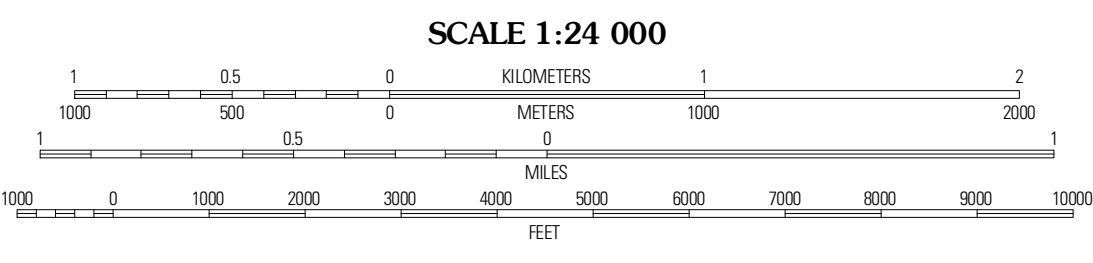 SCALE 1:24 000
1 0.5 0 KILOMETERS 1 2
1000 500 0 METERS 1000 2000
1 0.5 0 1
MILES
1000 0 1000 2000 3000 4000 5000 6000 7000 8000 9000 10000
FEET